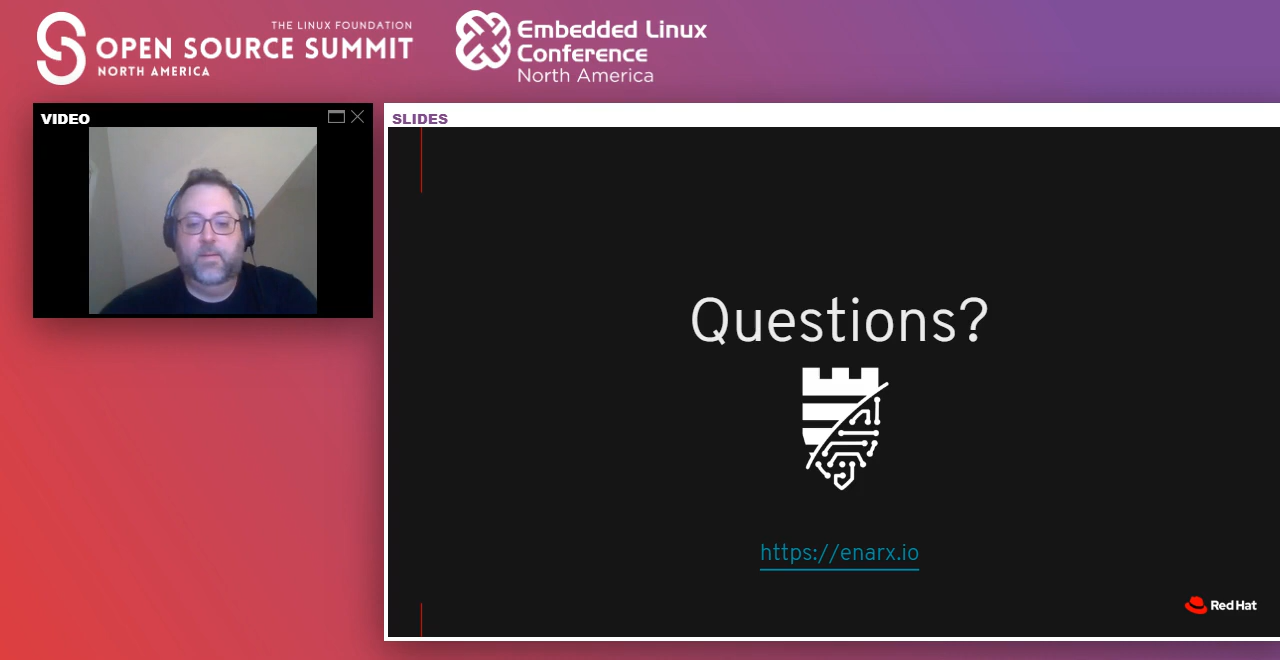 THE LINUX FOUNDATION
OPEN SOURCE SUMMIT
NORTH AMERICA
Embedded Linux
Conference
North America
VIDEO
SLIDES
Questions?
https://enarx.io
Red Hat